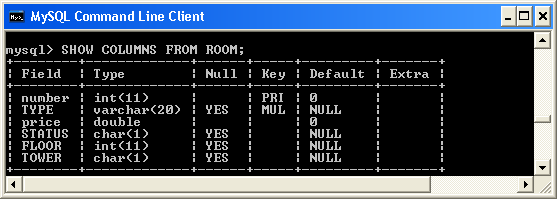 MySQL Command Line Client
mysql> SHOW COLUMNS FROM ROOM;
+--------+-------------+------+-----+---------+-------+
| Field | Type | Null | Key | Default | Extra |
+--------+-------------+------+-----+---------+-------+
| number | int(11) | | PRI | 0 | |
| TYPE | varchar(20) | YES | MUL | NULL | |
| price | double | | | 0 | |
| STATUS | char(1) | YES | | NULL | |
| FLOOR | int(11) | YES | | NULL | |
| TOWER | char(1) | YES | | NULL | |
+--------+-------------+------+-----+---------+-------+